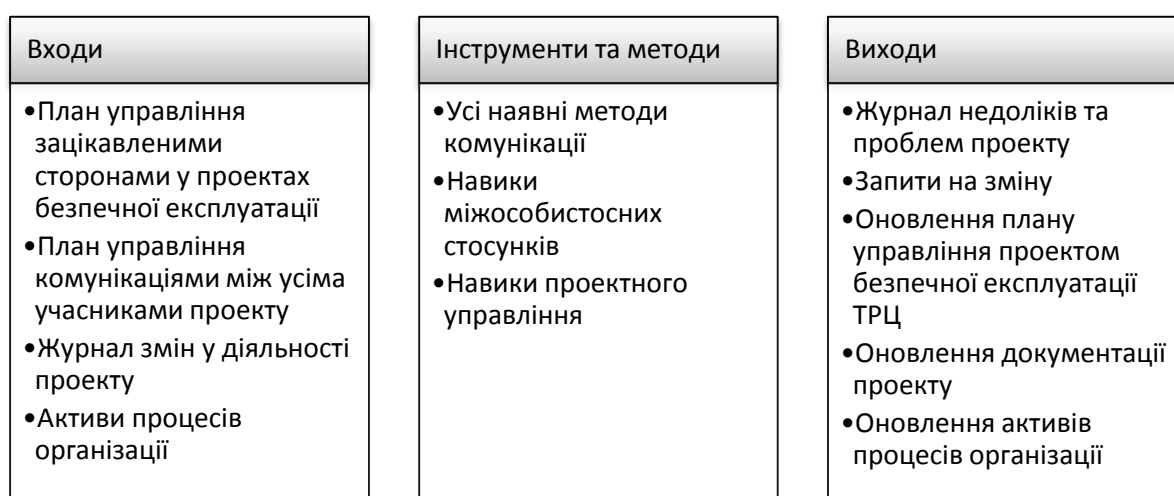 Входи
•План управління
зацікавленими
сторонами у проектах
безпечної експлуатації
•План управління
комунікаціями між усіма
учасниками проекту
•Журнал змін у діяльності
проекту
•Активи процесів
організації
Інструменти та методи
•Усі наявні методи
комунікації
•Навики
міжособистосних
стосунків
•Навики проектного
управління
Виходи
•Журнал недоліків та
проблем проекту
•Запити на зміну
•Оновлення плану
управління проектом
безпечної експлуатації
ТРЦ
•Оновлення документації
проекту
•Оновлення активів
процесів організації